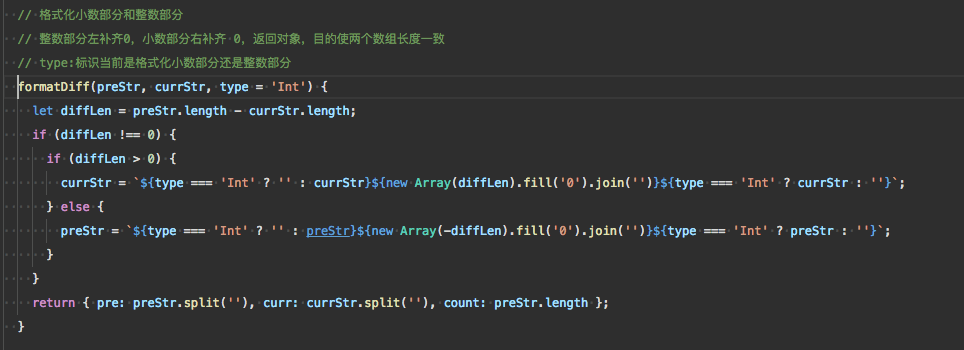 // 格式化小数部分和整数部分
// 整数部分左补齐0，小数部分右补齐 0，返回对象，目的使两个数组长度一致
// type:标识当前是格式化小数部分还是整数部分
formatDiff(preStr, currStr, type = 'Int') {
let diffLen = preStr.length - currStr.length;
if (diffLen !== 0) {
if (diffLen > 0) {
currStr = `${type === 'Int' ? '' : currStr}${new Array(diffLen).fill('0').join('')}${type === 'Int' ? currStr : ''}`;
} else {
preStr = `${type === 'Int' ? '' : preStr}${new Array(-diffLen).fill('0').join('')}${type === 'Int' ? preStr : ''}`;
}
}
return { pre: preStr.split(''), curr: currStr.split(''), count: preStr.length };
}